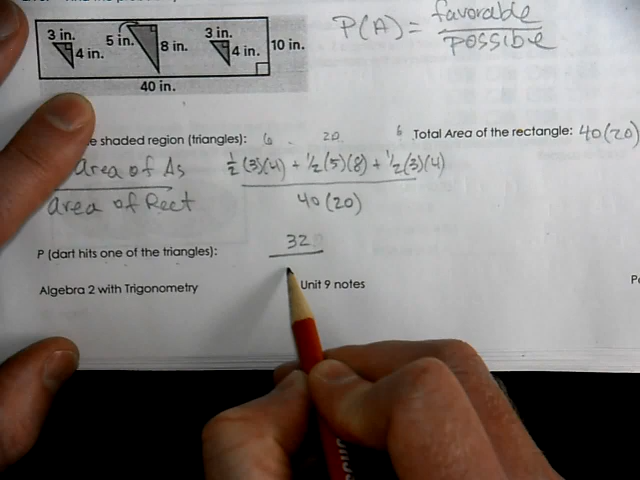 3 in.
4 in.
5 in.
8 in.
3 in.
4 in.
10 in.
40 in.
P(A) = favorable
possible
e shaded region (triangles): 6 20 6 Total Area of the rectangle: 40(20)
Area of Δs
Area of Rect
½(3)(4) + ½(5)(8) + ½(3)(4)
40(20)
P (dart hits one of the triangles):
32
Algebra 2 with Trigonometry
Unit 9 notes